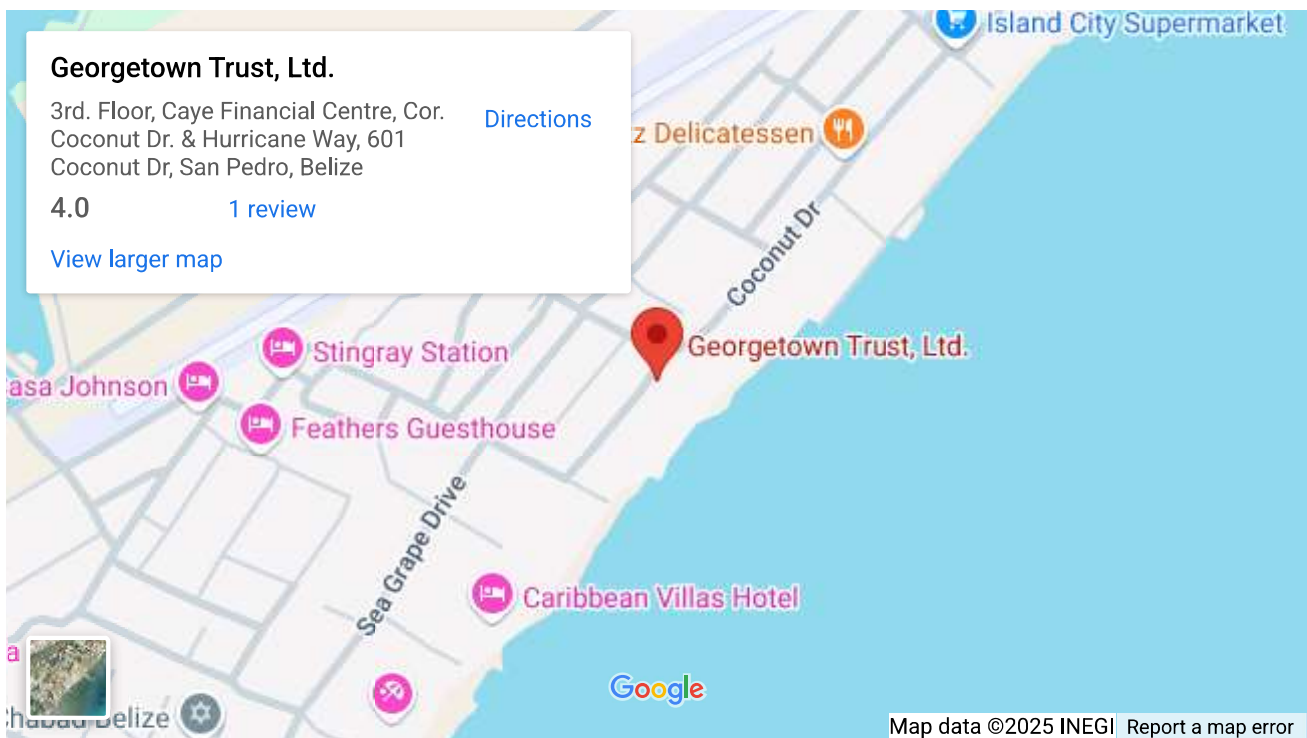 Georgetown Trust, Ltd.
3rd. Floor, Caye Financial Centre, Cor.
Coconut Dr. & Hurricane Way, 601
Coconut Dr, San Pedro, Belize
Directions
4.0
1 review
View larger map
Island City Supermarket
z Delicatessen
Coconut Dr
Georgetown Trust, Ltd.
Stingray Station
asa Johnson
Feathers Guesthouse
Sea Grape Drive
Caribbean Villas Hotel
a
Google
Chabad Belize
Map data ©2025 INEGI
Report a map error